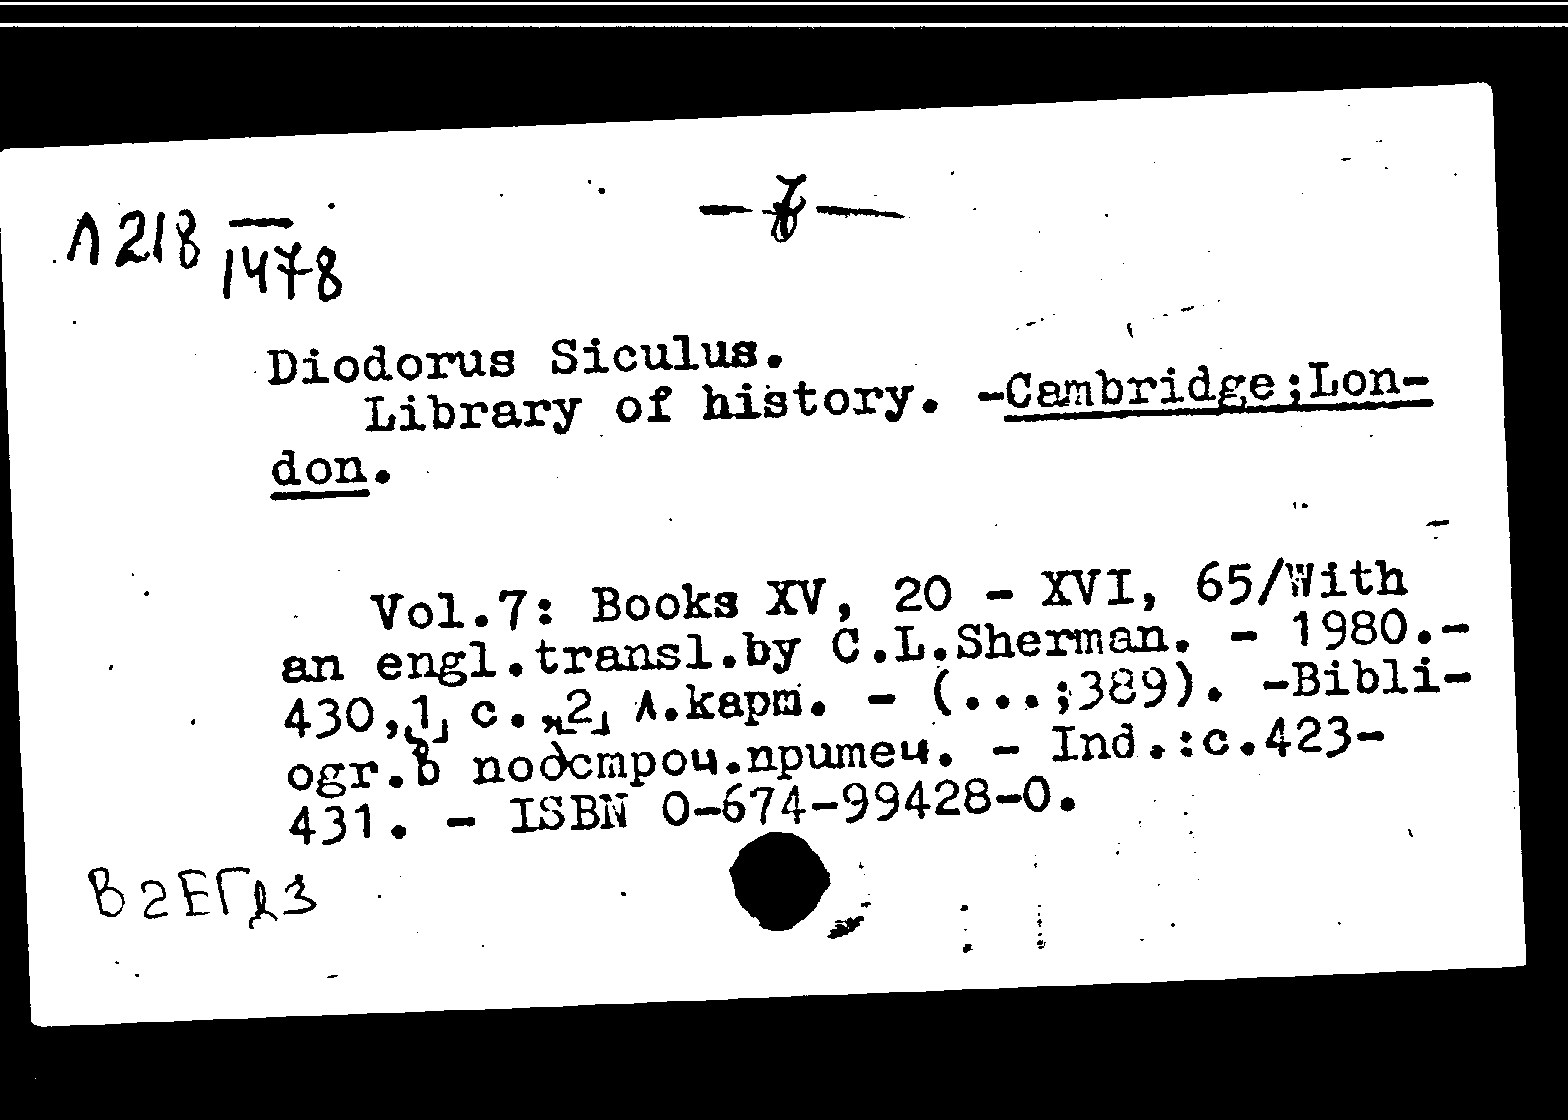 — 7 —
Л218 —
1478
Diodorus Siculus.
Library of history. -Cambridge;Lon-
don.
Vol.7: Books XV, 20 - XVI, 65/With
an engl.transl.by C.L.Sherman. - 1980.-
430,[1] с.,[2] л.карт. - (...;389). -Bibli-
ogr.в подстроч.притеч. - Ind.:с.423-
431. - ISBN 0-674-99428-0.
В2ЕГд3